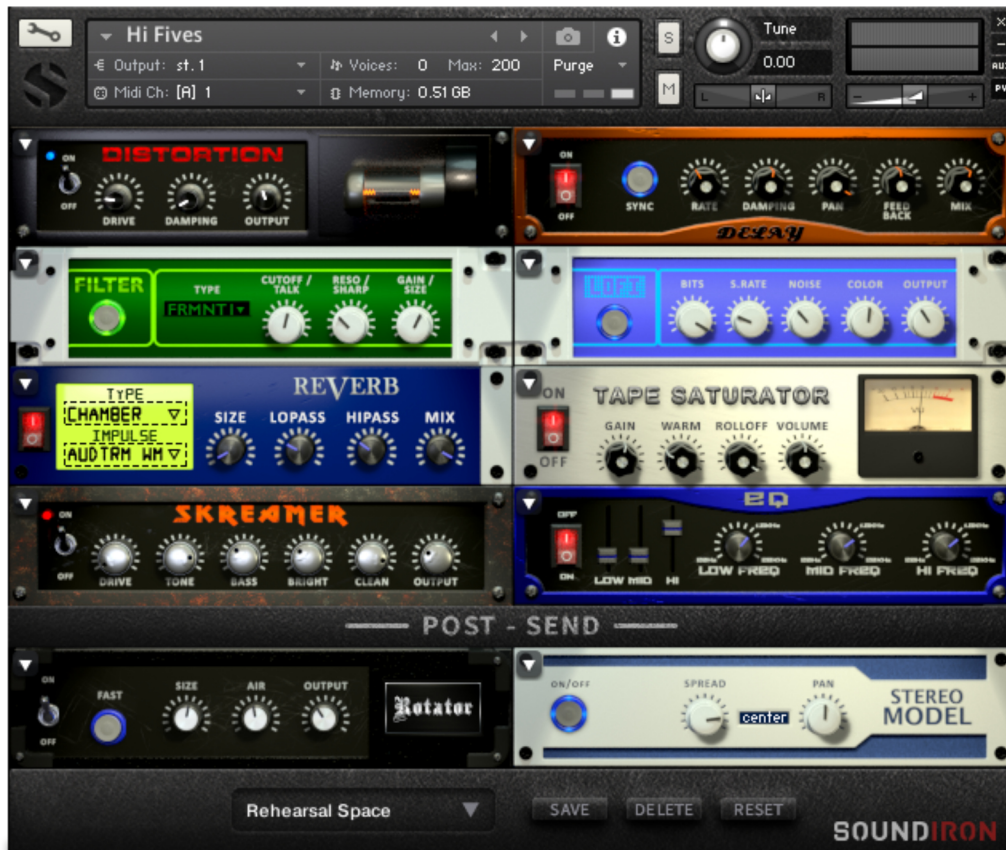 Hi Fives
S
Tune
0.00
Output: st.1
Voices: 0 Max: 200
Purge
Midi Ch: [A] 1
Memory: 0.51 GB
M
L R
- +
AUX
PV
DISTORTION
ON
OFF
DRIVE DAMPING OUTPUT
ON
OFF
SYNC RATE DAMPING PAN FEED BACK MIX
DELAY
FILTER
TYPE
FRMNT1
CUTOFF / TALK
RESO / SHARP
GAIN / SIZE
LOFI
BITS S.RATE NOISE COLOR OUTPUT
TYPE
CHAMBER
IMPULSE
AUDTRM WM
REVERB
SIZE LOPASS HIPASS MIX
ON
OFF
TAPE SATURATOR
GAIN WARM ROLLOFF VOLUME
VU
SKREAMER
ON
OFF
DRIVE TONE BASS BRIGHT CLEAN OUTPUT
EQ
OFF
ON
LOW MID HI
LOW FREQ MID FREQ HI FREQ
POST - SEND
ON
OFF
FAST
SIZE AIR OUTPUT
Rotator
ON/OFF
SPREAD
center
PAN
STEREO
MODEL
Rehearsal Space
SAVE DELETE RESET
SOUNDIRON